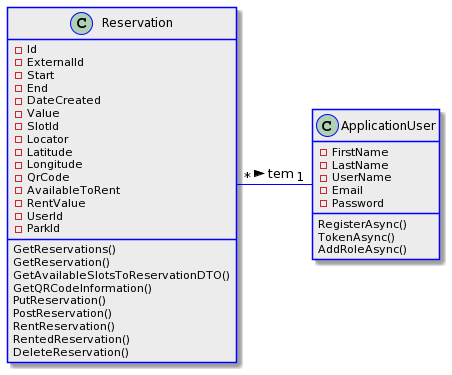 C Reservation
Id
ExternalId
Start
End
DateCreated
Value
SlotId
Locator
Latitude
Longitude
QrCode
AvailableToRent
RentValue
UserId
ParkId
GetReservations()
GetReservation()
GetAvailableSlotsToReservationDTO()
GetQRCodeInformation()
PutReservation()
PostReservation()
RentReservation()
RentedReservation()
DeleteReservation()
* tem 1
C ApplicationUser
FirstName
LastName
UserName
Email
Password
RegisterAsync()
TokenAsync()
AddRoleAsync()